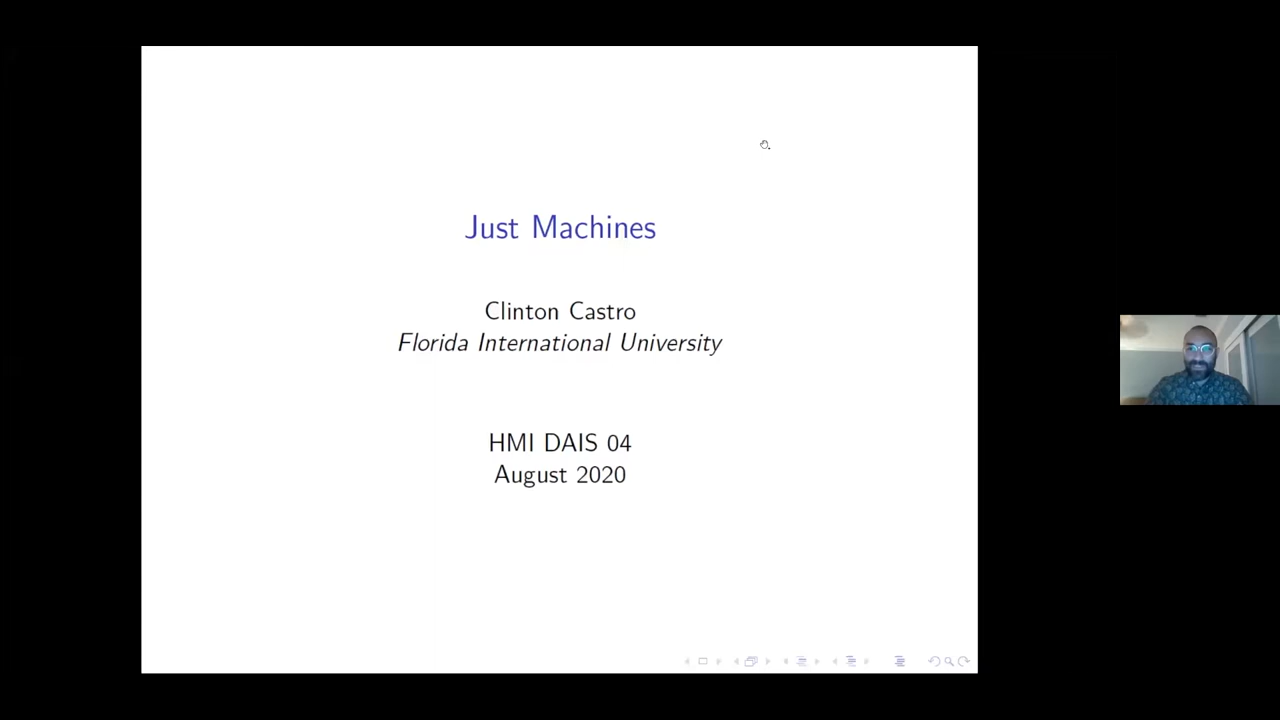 Just Machines
Clinton Castro
Florida International University
HMI DAIS 04
August 2020